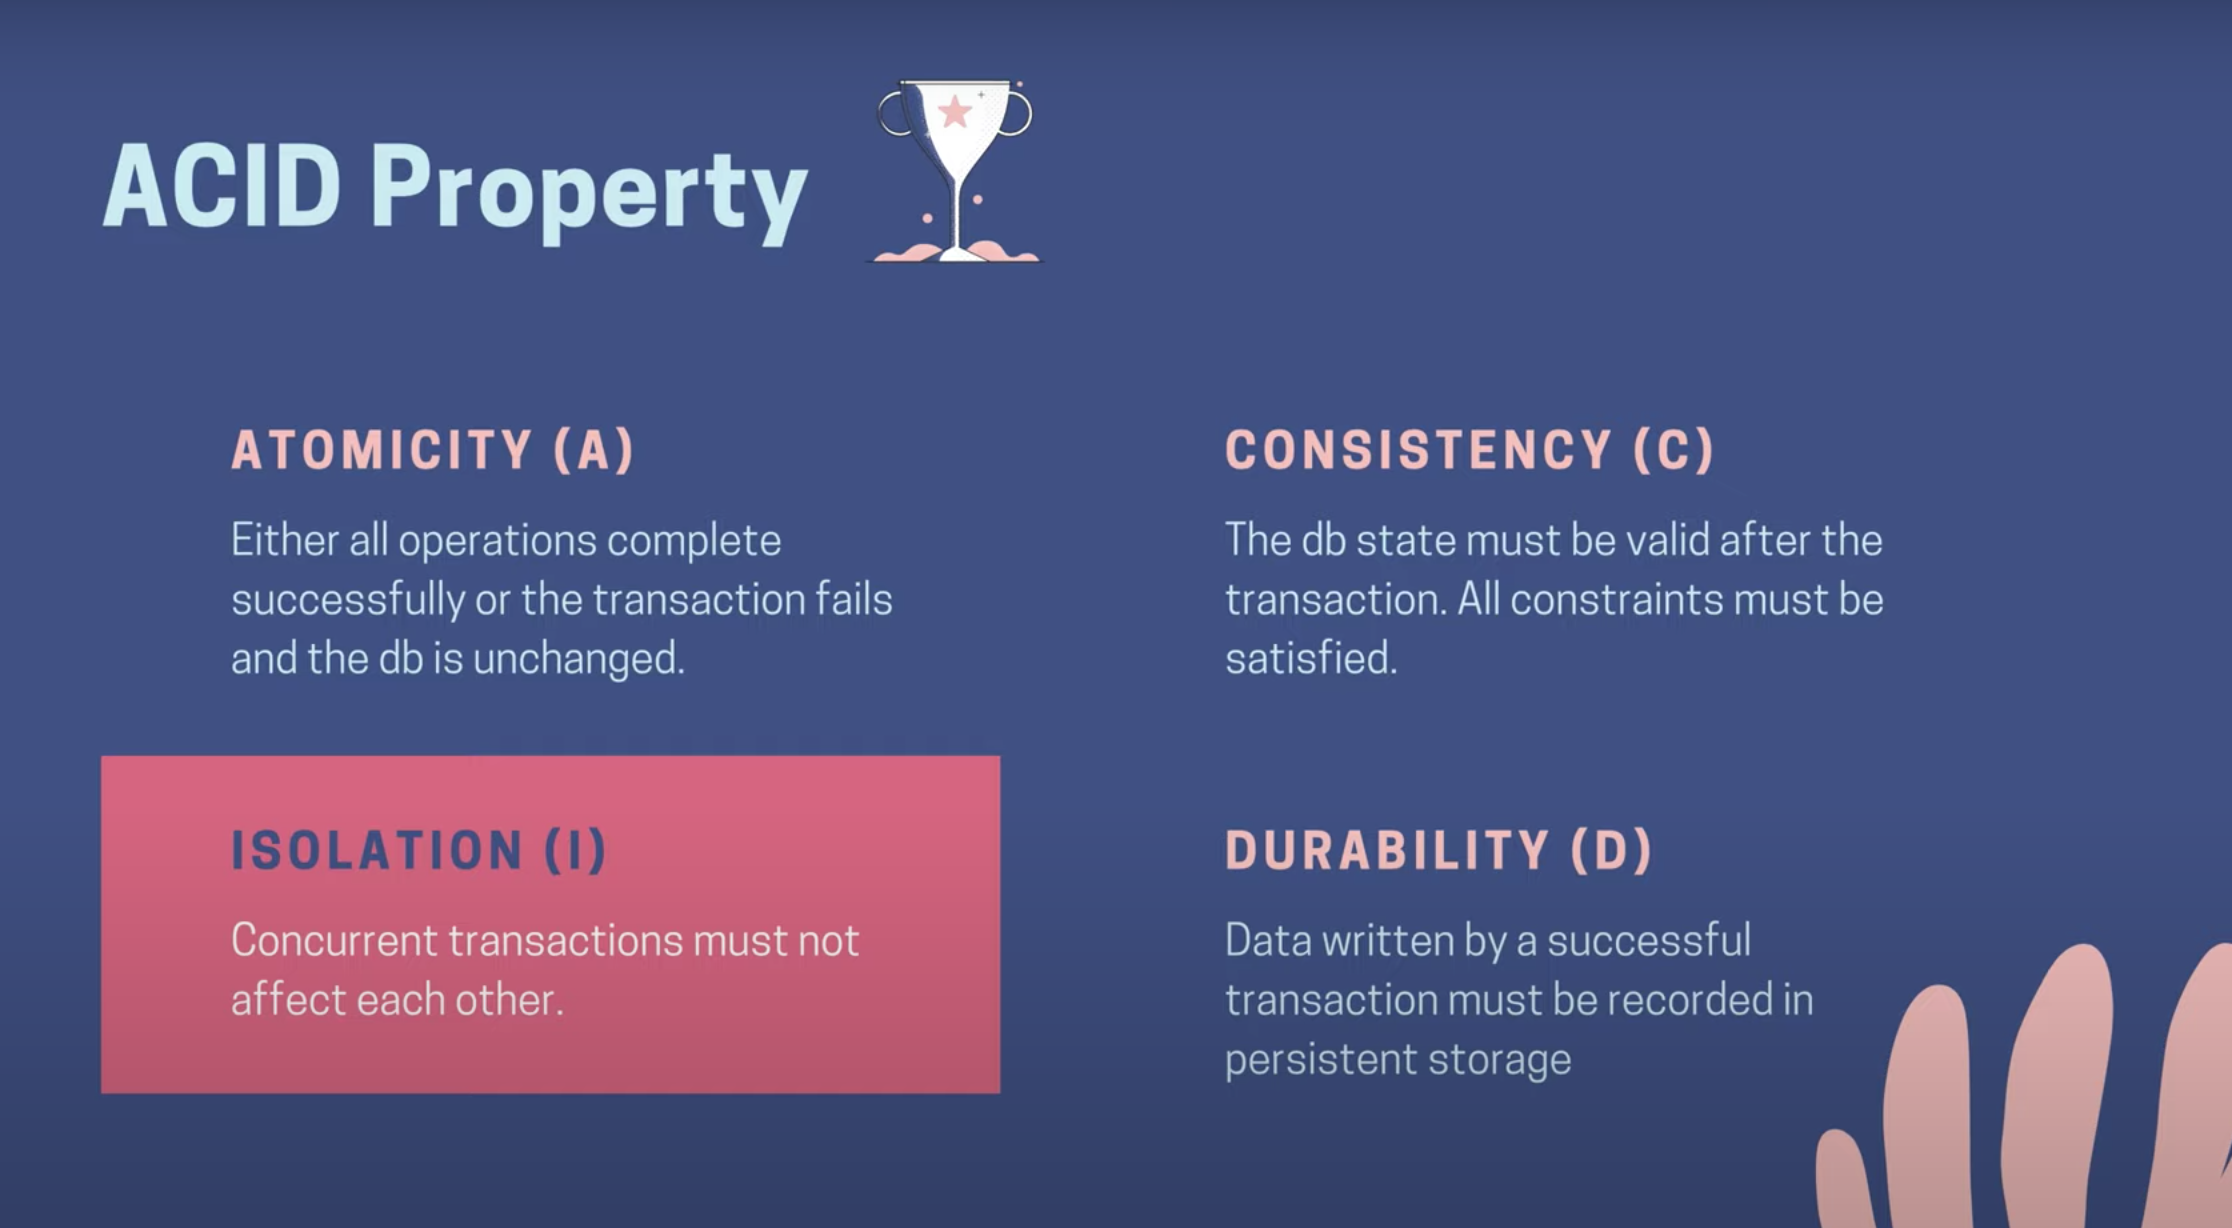 ACID Property
ATOMICITY (A)
Either all operations complete
successfully or the transaction fails
and the db is unchanged.
CONSISTENCY (C)
The db state must be valid after the
transaction. All constraints must be
satisfied.
ISOLATION (I)
Concurrent transactions must not
affect each other.
DURABILITY (D)
Data written by a successful
transaction must be recorded in
persistent storage